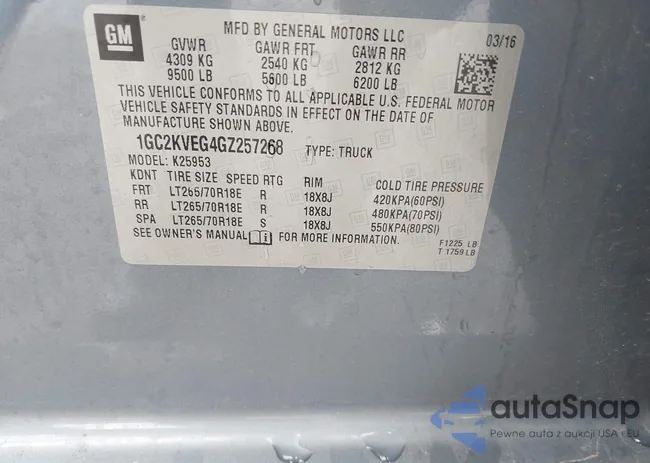 GM
MFD BY GENERAL MOTORS LLC
03/16
GVWR GAWR FRT GAWR RR
4309 KG 2540 KG 2812 KG
9500 LB 5600 LB 6200 LB
THIS VEHICLE CONFORMS TO ALL APPLICABLE U.S. FEDERAL MOTOR
VEHICLE SAFETY STANDARDS IN EFFECT ON THE DATE OF
MANUFACTURE SHOWN ABOVE.
1GC2KVEG4GZ257268 TYPE: TRUCK
MODEL: K25953
KDNT TIRE SIZE SPEED RTG RIM COLD TIRE PRESSURE
FRT LT265/70R18E R 18X8J 420KPA(60PSI)
RR LT265/70R18E R 18X8J 480KPA(70PSI)
SPA LT265/70R18E S 18X8J 550KPA(80PSI)
SEE OWNER'S MANUAL FOR MORE INFORMATION.
F1225 LB
T 1759 LB
autaSnap
Pewne auta z aukcji USA i EU